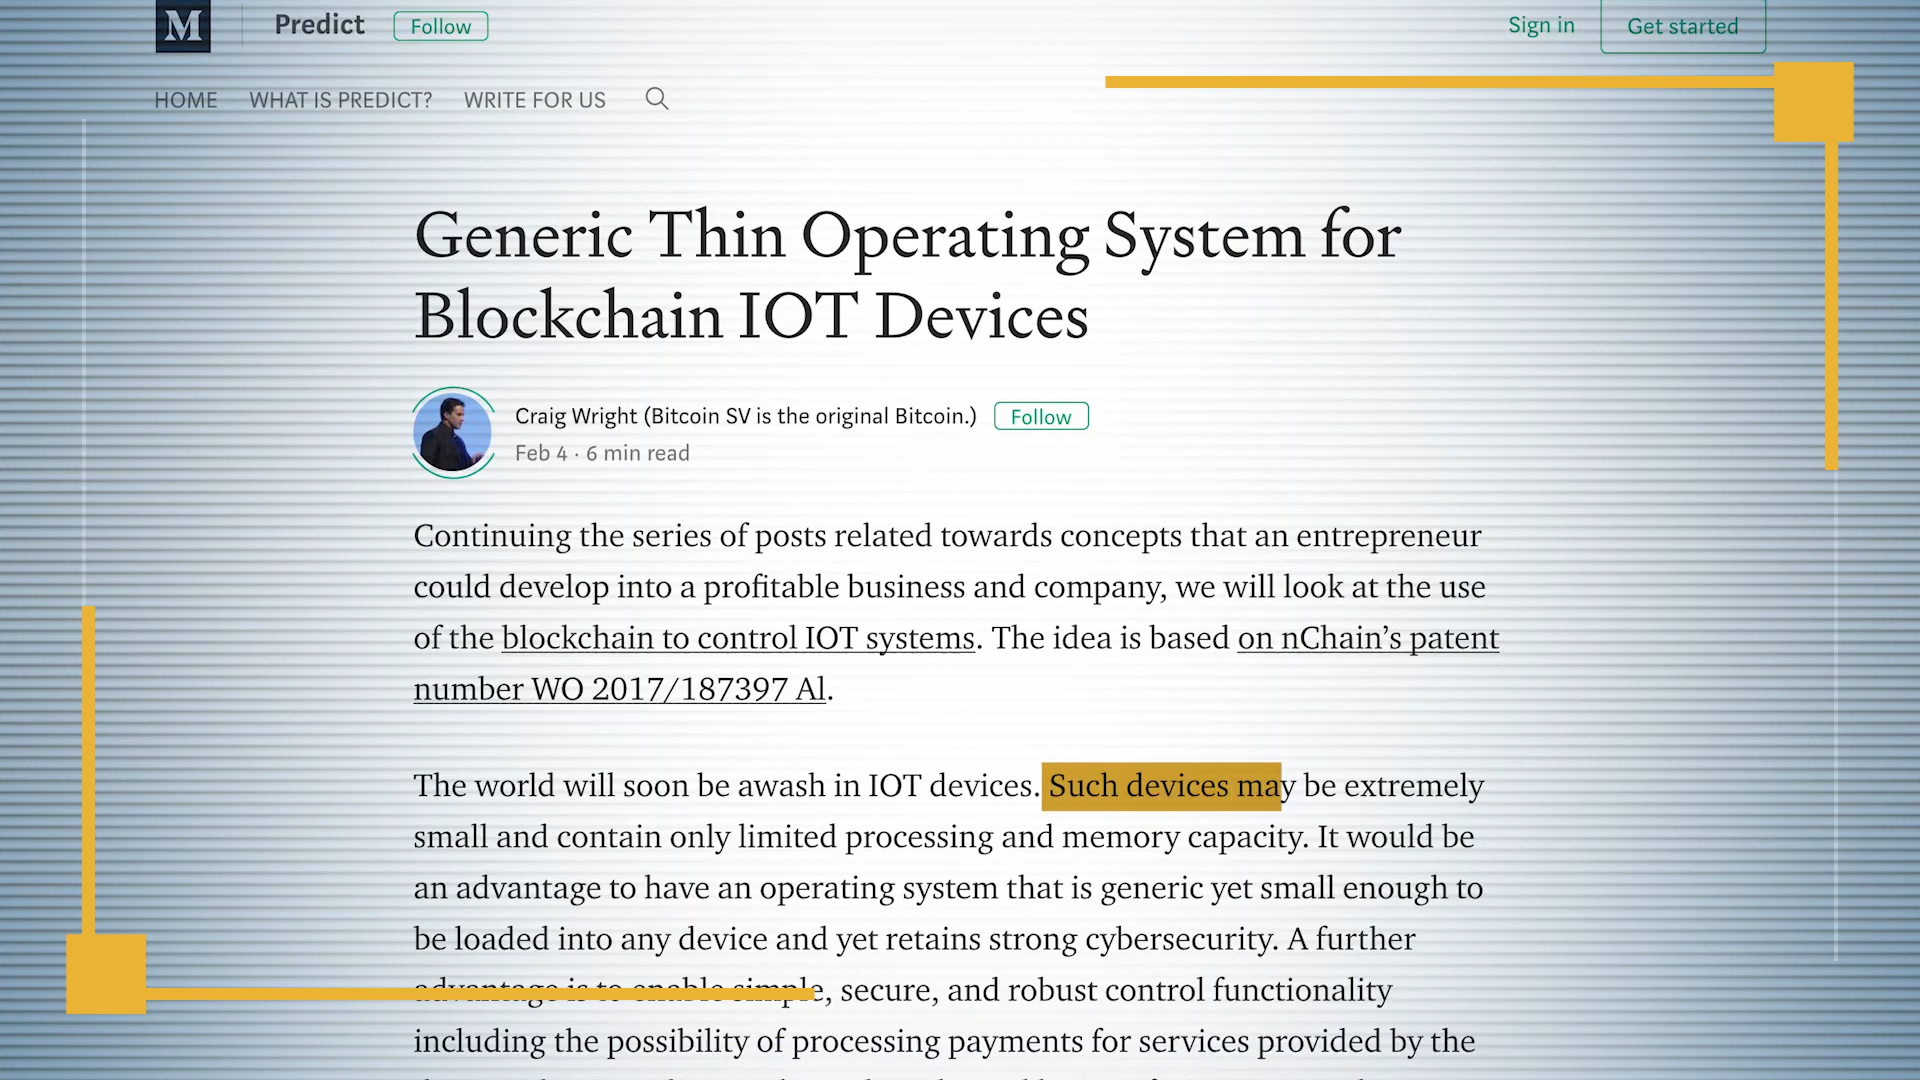 M Predict Follow Sign in Get started
HOME WHAT IS PREDICT? WRITE FOR US
Generic Thin Operating System for
Blockchain IOT Devices
Craig Wright (Bitcoin SV is the original Bitcoin.) Follow
Feb 4 · 6 min read
Continuing the series of posts related towards concepts that an entrepreneur
could develop into a profitable business and company, we will look at the use
of the blockchain to control IOT systems. The idea is based on nChain’s patent
number WO 2017/187397 Al.
The world will soon be awash in IOT devices. Such devices may be extremely
small and contain only limited processing and memory capacity. It would be
an advantage to have an operating system that is generic yet small enough to
be loaded into any device and yet retains strong cybersecurity. A further
advantage is to enable simple, secure, and robust control functionality
including the possibility of processing payments for services provided by the